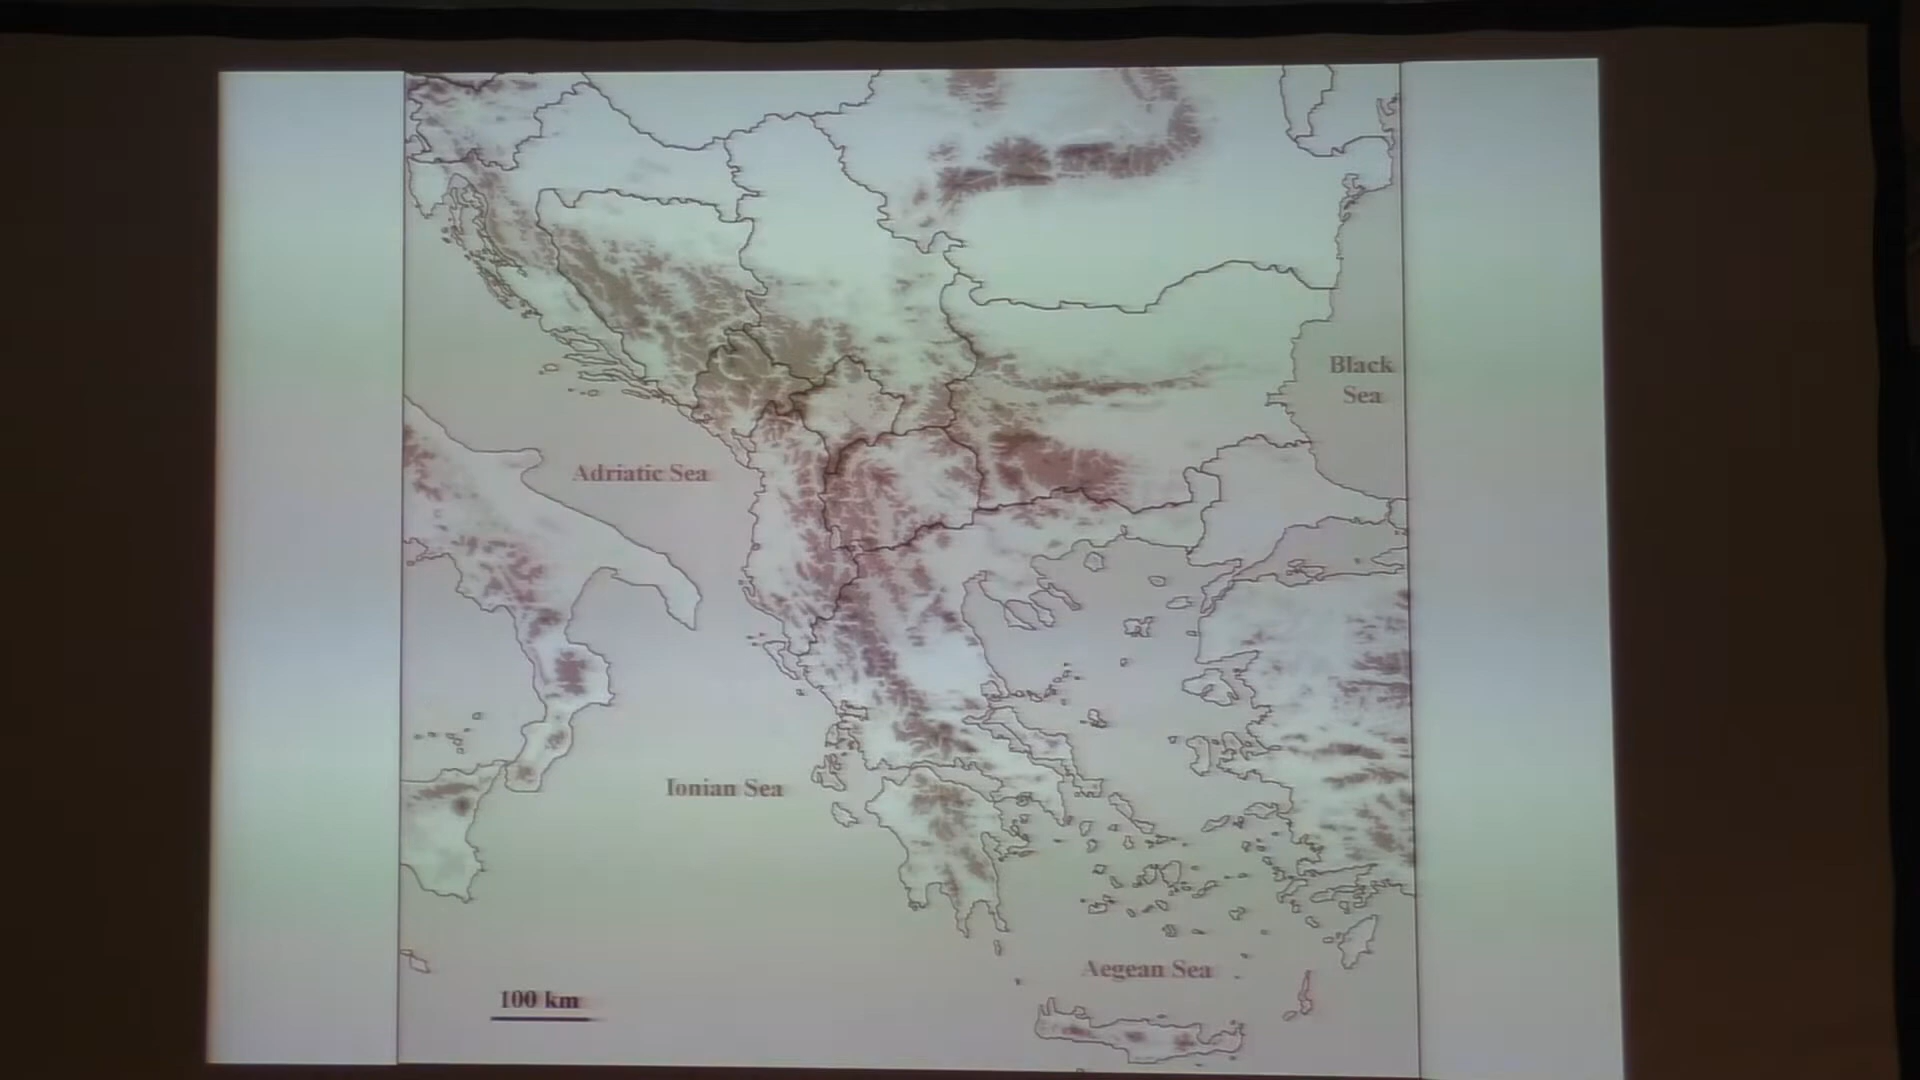 Black
Sea
Adriatic Sea
Ionian Sea
Aegean Sea
100 km